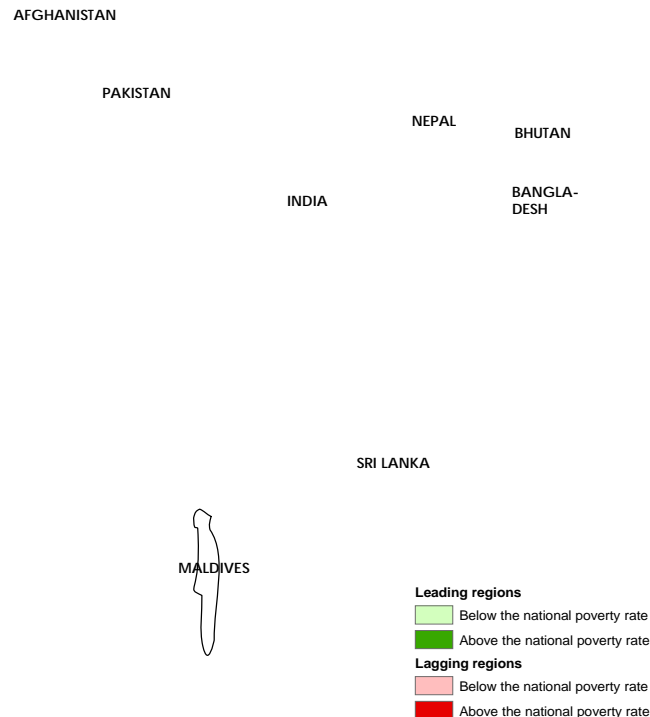 AFGHANISTAN
PAKISTAN
NEPAL
BHUTAN
INDIA
BANGLA-
DESH
SRI LANKA
MALDIVES
Leading regions
Below the national poverty rate
Above the national poverty rate
Lagging regions
Below the national poverty rate
Above the national poverty rate